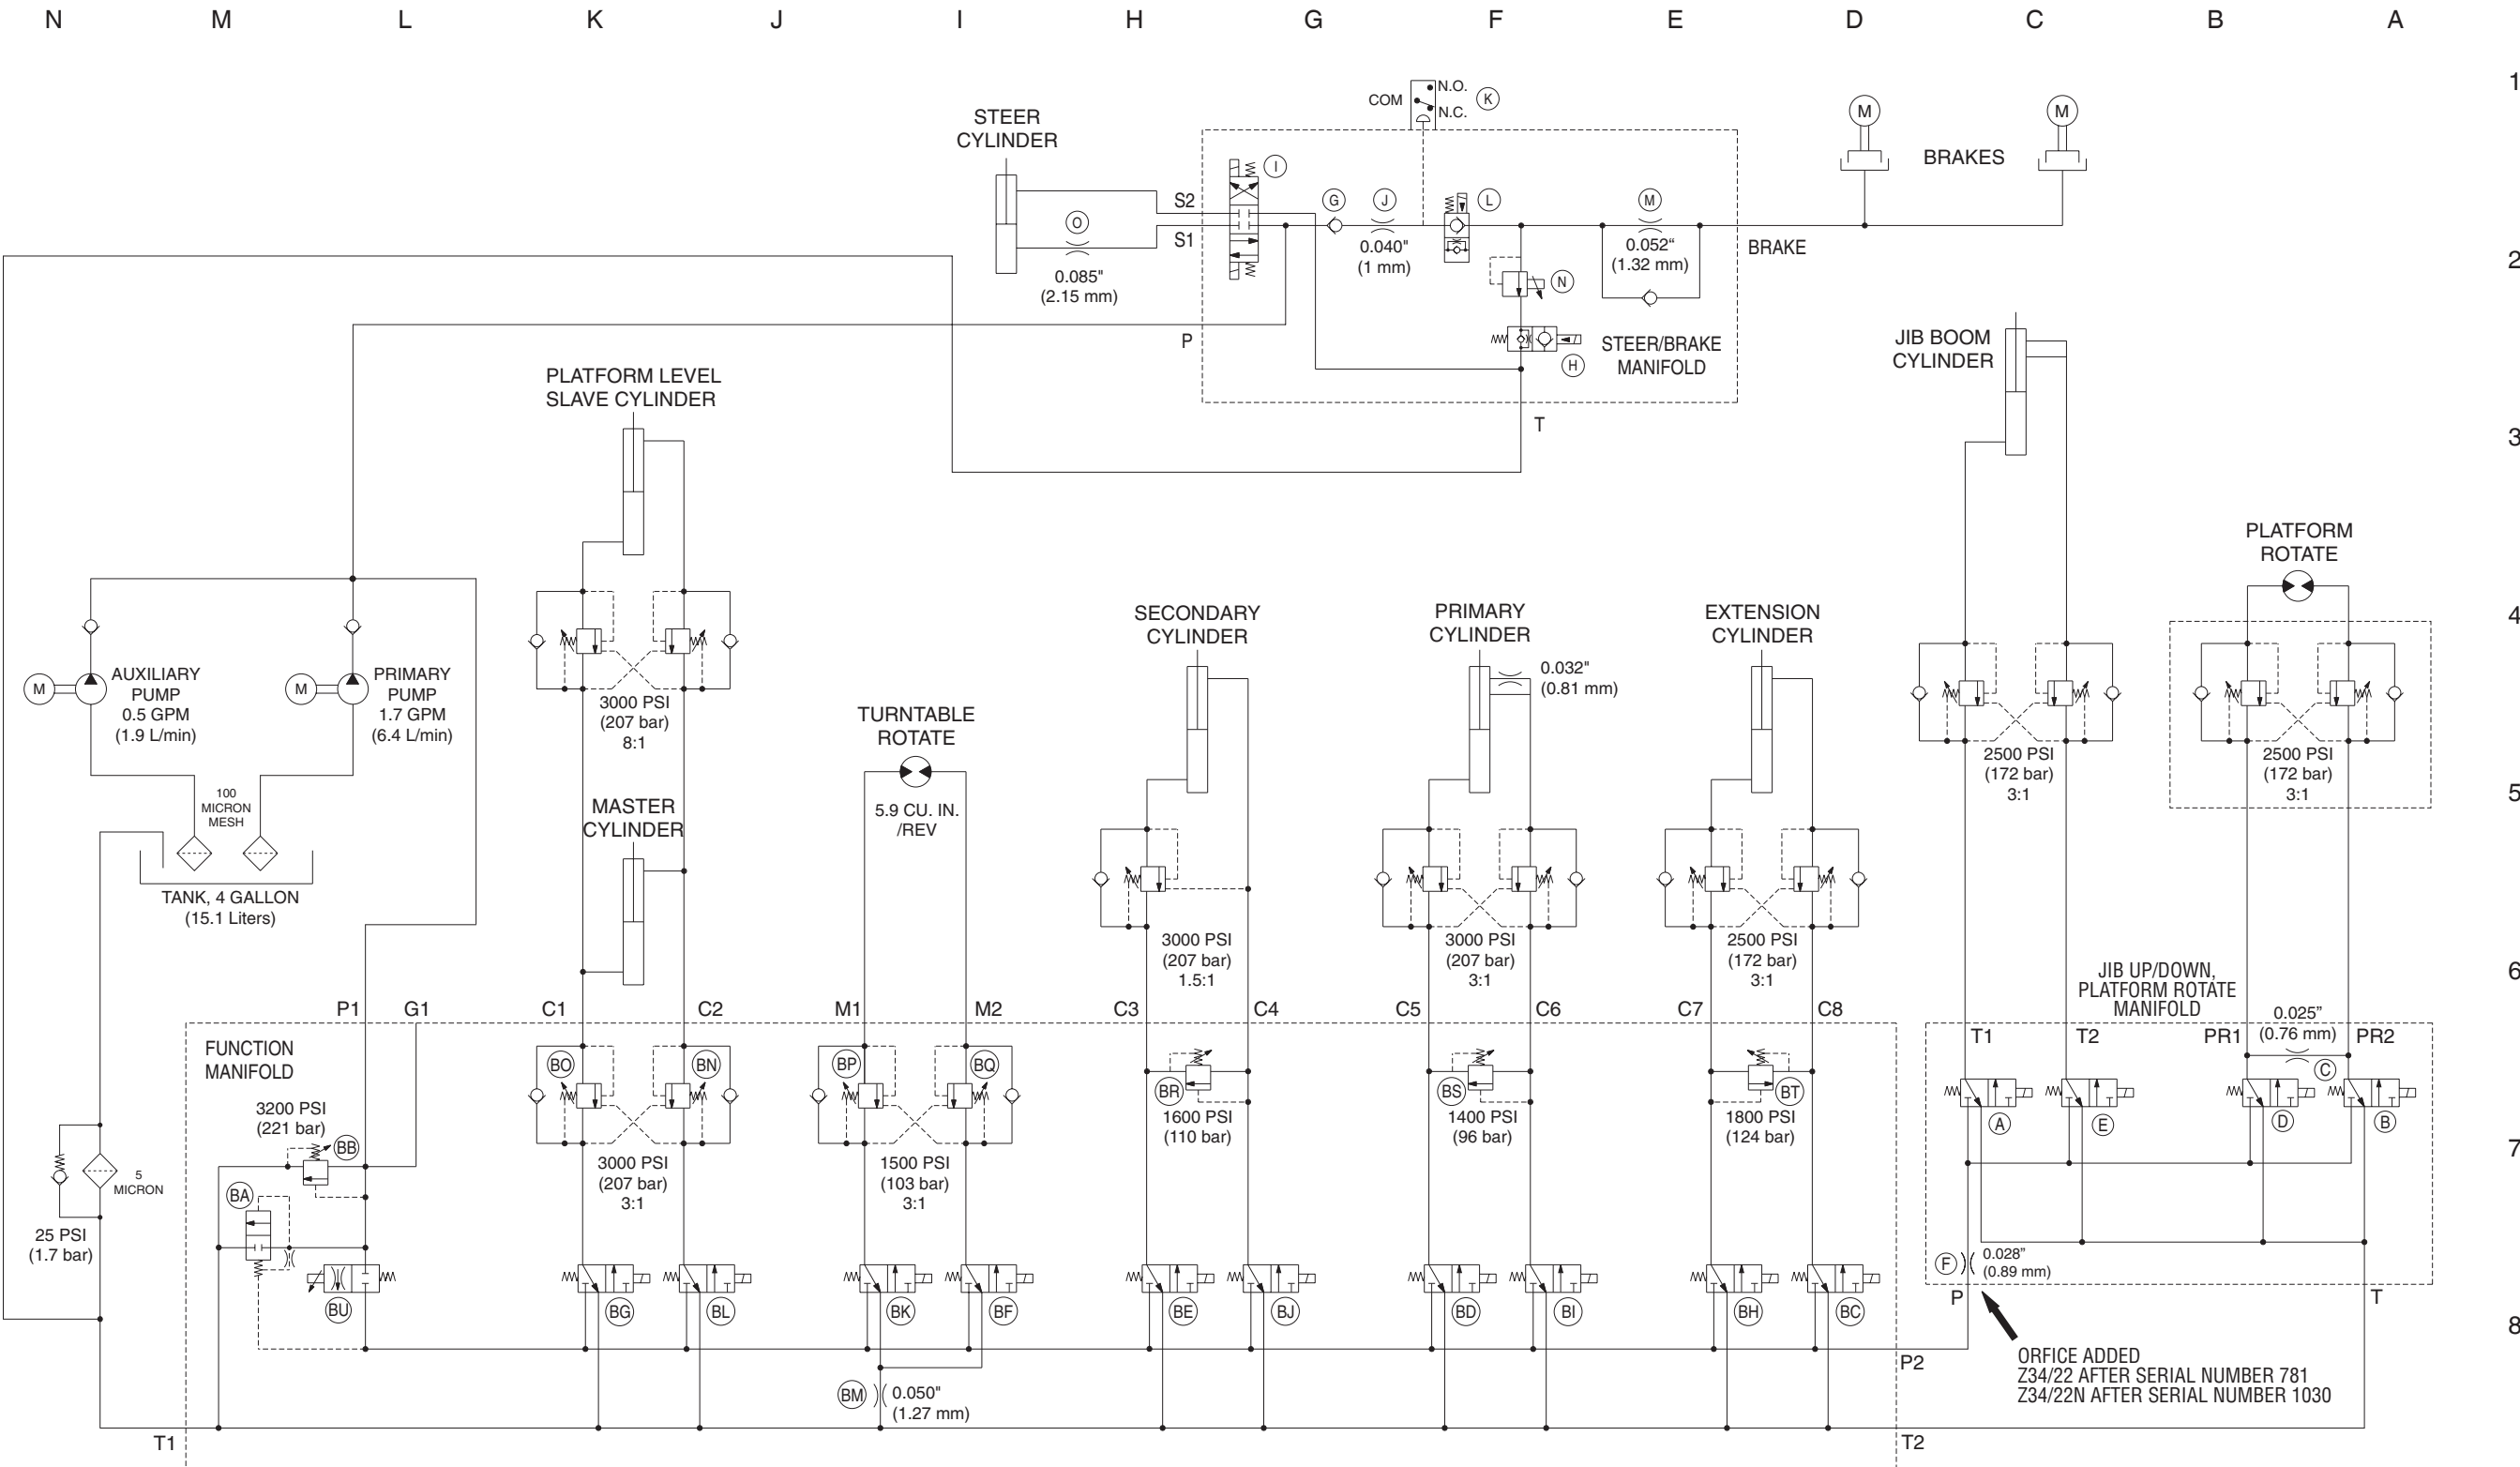 N M L K J I H G F E D C B A
1
2
3
4
5
6
7
8
STEER
CYLINDER
O
0.085"
(2.15 mm)
S2
S1
P
COM
N.O.
N.C.
K
I
G
J
0.040"
(1 mm)
L
M
0.052“
(1.32 mm)
N
H
STEER/BRAKE
MANIFOLD
T
BRAKE
M
BRAKES
M
JIB BOOM
CYLINDER
PLATFORM LEVEL
SLAVE CYLINDER
3000 PSI
(207 bar)
8:1
MASTER
CYLINDER
M
AUXILIARY
PUMP
0.5 GPM
(1.9 L/min)
M
PRIMARY
PUMP
1.7 GPM
(6.4 L/min)
100
MICRON
MESH
TANK, 4 GALLON
(15.1 Liters)
TURNTABLE
ROTATE
5.9 CU. IN.
/REV
SECONDARY
CYLINDER
3000 PSI
(207 bar)
1.5:1
PRIMARY
CYLINDER
0.032"
(0.81 mm)
3000 PSI
(207 bar)
3:1
EXTENSION
CYLINDER
2500 PSI
(172 bar)
3:1
2500 PSI
(172 bar)
3:1
PLATFORM
ROTATE
2500 PSI
(172 bar)
3:1
P1
G1
C1
C2
M1
M2
C3
C4
C5
C6
C7
C8
FUNCTION
MANIFOLD
3200 PSI
(221 bar)
BB
BA
BU
5
MICRON
25 PSI
(1.7 bar)
BO
BN
3000 PSI
(207 bar)
3:1
BG
BL
BP
BQ
1500 PSI
(103 bar)
3:1
BK
BF
BM
0.050"
(1.27 mm)
BR
1600 PSI
(110 bar)
BE
BJ
BS
1400 PSI
(96 bar)
BD
BI
BT
1800 PSI
(124 bar)
BH
BC
T1
P2
T2
JIB UP/DOWN,
PLATFORM ROTATE
MANIFOLD
T1
T2
PR1
0.025”
(0.76 mm)
PR2
C
A
E
D
B
F
0.028”
(0.89 mm)
P
T
ORFICE ADDED
Z34/22 AFTER SERIAL NUMBER 781
Z34/22N AFTER SERIAL NUMBER 1030